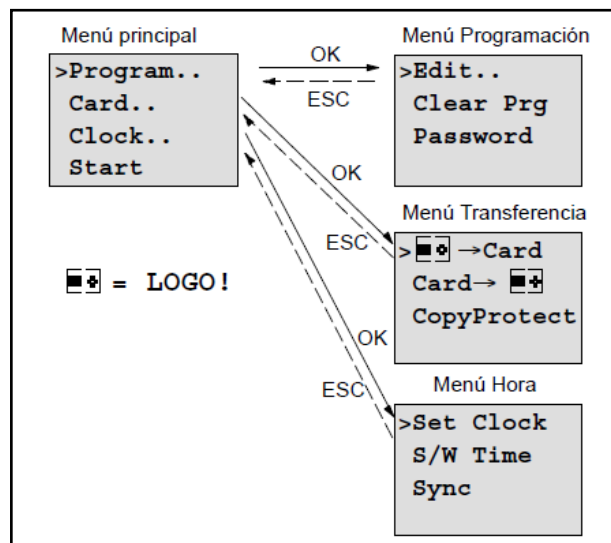 Menú principal
>Program..
Card..
Clock..
Start
OK
ESC
Menú Programación
>Edit..
Clear Prg
Password
OK
ESC
Menú Transferencia
> →Card
Card→
CopyProtect
= LOGO!
OK
ESC
Menú Hora
>Set Clock
S/W Time
Sync